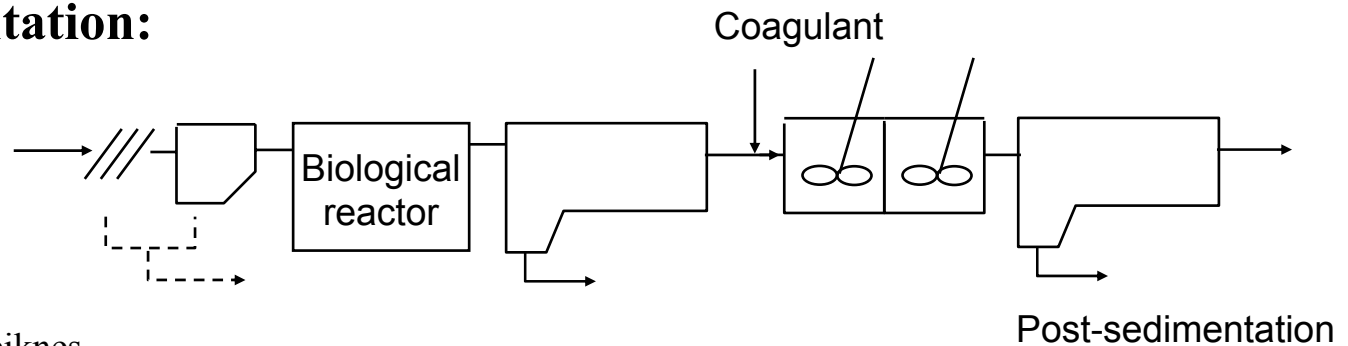 tation:
Coagulant
Biological
reactor
Post-sedimentation